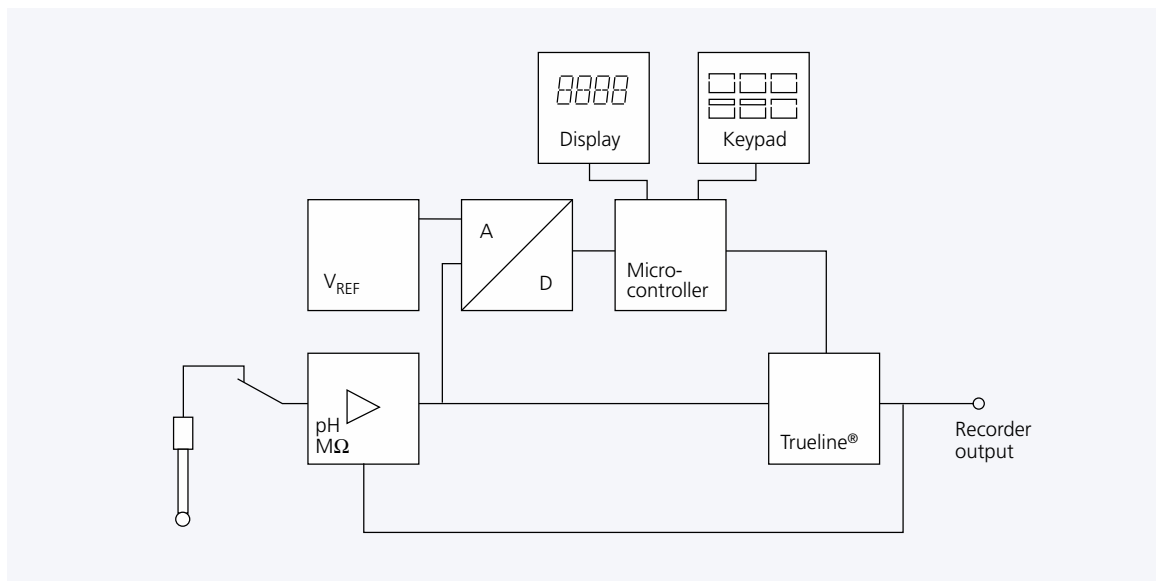 8888
Display
Keypad
A
D
V_REF
Micro-
controller
pH
MΩ
Trueline®
Recorder
output